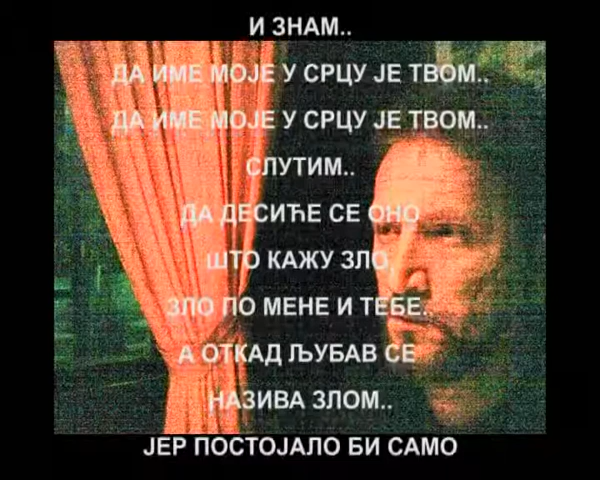 И ЗНАМ..
ДА ИМЕ МОЈЕ У СРЦУ ЈЕ ТВОМ..
ДА ИМЕ МОЈЕ У СРЦУ ЈЕ ТВОМ..
СЛУТИМ..
ДА ДЕСИЋЕ СЕ ОНО
ШТО КАЖУ ЗЛО,
ЗЛО ПО МЕНЕ И ТЕБЕ..
А ОТКАД ЉУБАВ СЕ
НАЗИВА ЗЛОМ..
ЈЕР ПОСТОЈАЛО БИ САМО